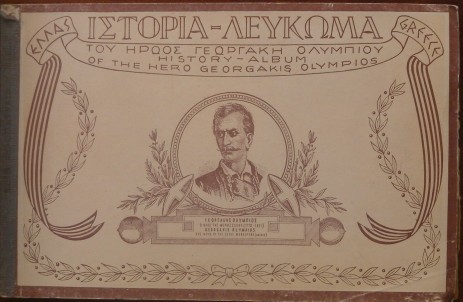 ΕΛΛΑΣ
ΙΣΤΟΡΙΑ-ΛΕΥΚΩΜΑ
GREECE
ΤΟΥ ΗΡΩΟΣ ΓΕΩΡΓΑΚΗ ΟΛΥΜΠΙΟΥ
HISTORY-ALBUM
OF THE HERO GEORGAKIS OLYMPIOS
ΓΕΩΡΓΑΚΗΣ ΟΛΥΜΠΙΟΣ
GEORGAKIS OLYMPIOS